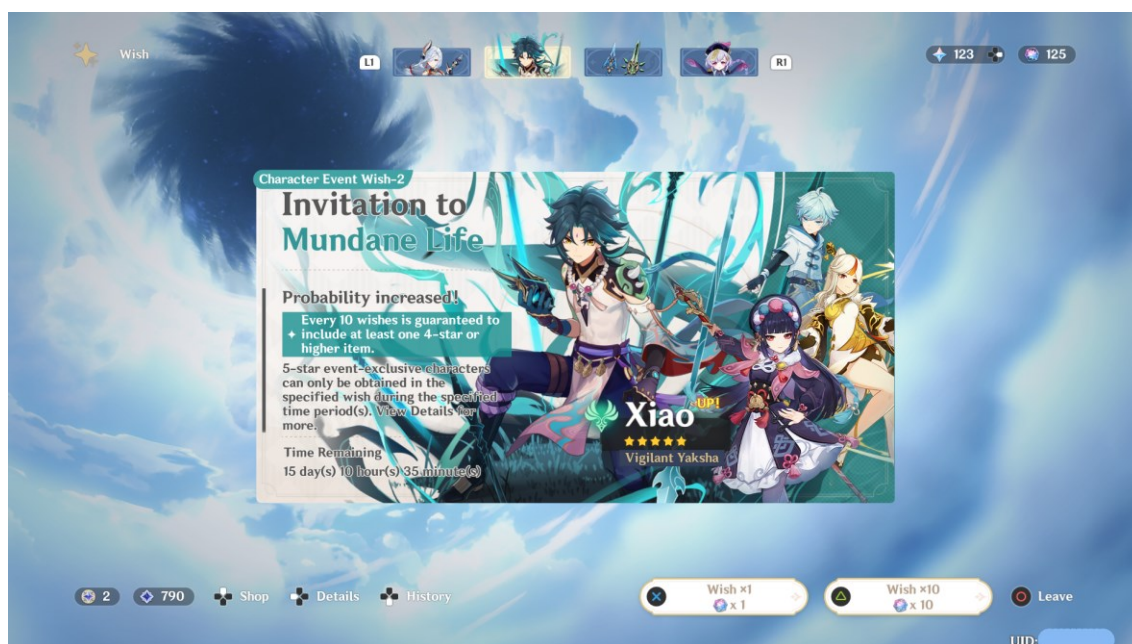 Wish
L1
R1
123
125
Character Event Wish-2
Invitation to
Mundane Life
Probability increased!
Every 10 wishes is guaranteed to
include at least one 4-star or
higher item.
5-star event-exclusive characters
can only be obtained in the
specified wish during the specified
time period(s). View Details for
more.
Time Remaining
15 day(s) 10 hour(s) 35 minute(s)
UP!
Xiao
Vigilant Yaksha
2
790
Shop
Details
History
Wish ×1
x 1
Wish ×10
x 10
Leave
UID: